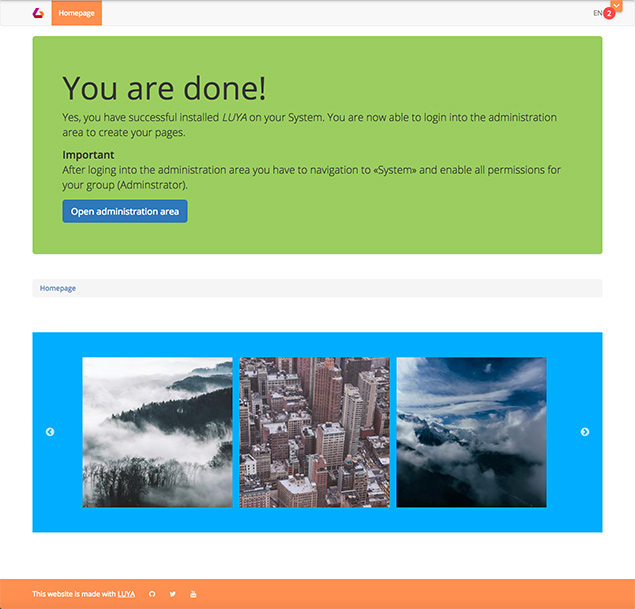 Homepage
EN 2
You are done!
Yes, you have successful installed LUYA on your System. You are now able to login into the administration
area to create your pages.
Important
After loging into the administration area you have to navigation to «System» and enable all permissions for
your group (Adminstrator).
Open administration area
Homepage
This website is made with LUYA